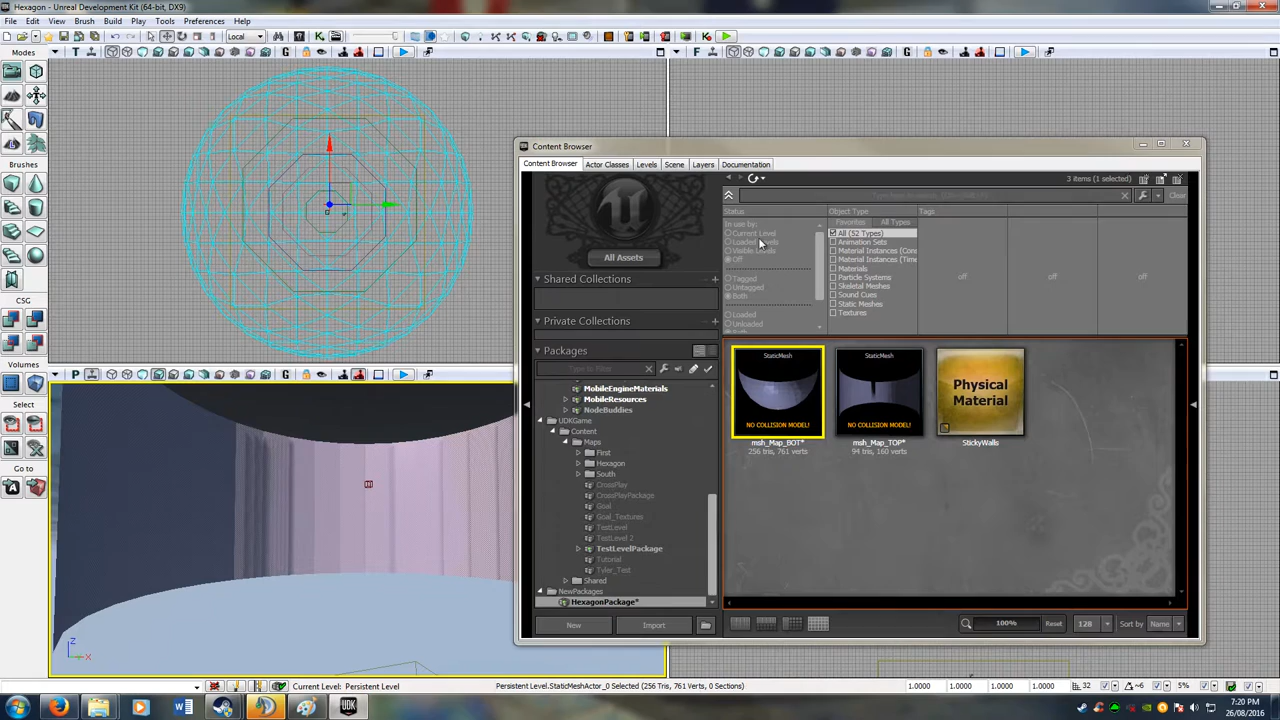 Hexagon - Unreal Development Kit (64-bit, DX9)
File Edit View Brush Build Play Tools Preferences Help
Local
Modes
T G
F G
Brushes
CSG
Volumes
Select
Go to
P G
Z
X
Content Browser
Content Browser Actor Classes Levels Scene Layers Documentation
All Assets
Shared Collections
Private Collections
Packages
Type to Filter
MobileEngineMaterials
MobileResources
NodeBuddies
UDKGame
Content
Maps
First
Hexagon
South
CrossPlay
CrossPlayPackage
Goal
Goal_Textures
TestLevel
TestLevel 2
TestLevelPackage
Tutorial
Tyler_Test
Shared
NewPackages
HexagonPackage*
New Import
3 items (1 selected)
Clear
Status
In use by:
Current Level
Loaded Levels
Visible Levels
Off
Tagged
Untagged
Both
Loaded
Unloaded
Object Type
Favorites All Types
All (52 Types)
Animation Sets
Material Instances (Con
Material Instances (Time
Materials
Particle Systems
Skeletal Meshes
Sound Cues
Static Meshes
Textures
Tags
off off off
StaticMesh
NO COLLISION MODEL!
msh_Map_BOT*
256 tris, 761 verts
StaticMesh
NO COLLISION MODEL!
msh_Map_TOP*
94 tris, 160 verts
Physical
Material
StickyWalls
100% Reset 128 Sort by Name
Current Level: Persistent Level
Persistent Level.StaticMeshActor_0 Selected (256 Tris, 761 Verts, 0 Sections)
1.0000 1.0000 1.0000 1.0000 32 6 5%
7:20 PM
26/08/2016